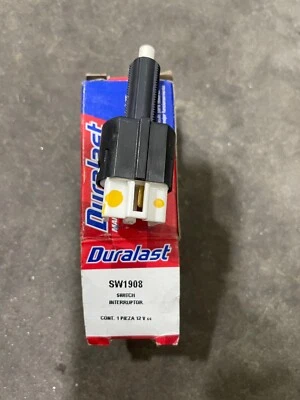 Duralast
Duralast
SW1908
SWITCH
INTERRUPTOR
CONT. 1 PIEZA 12 V cc